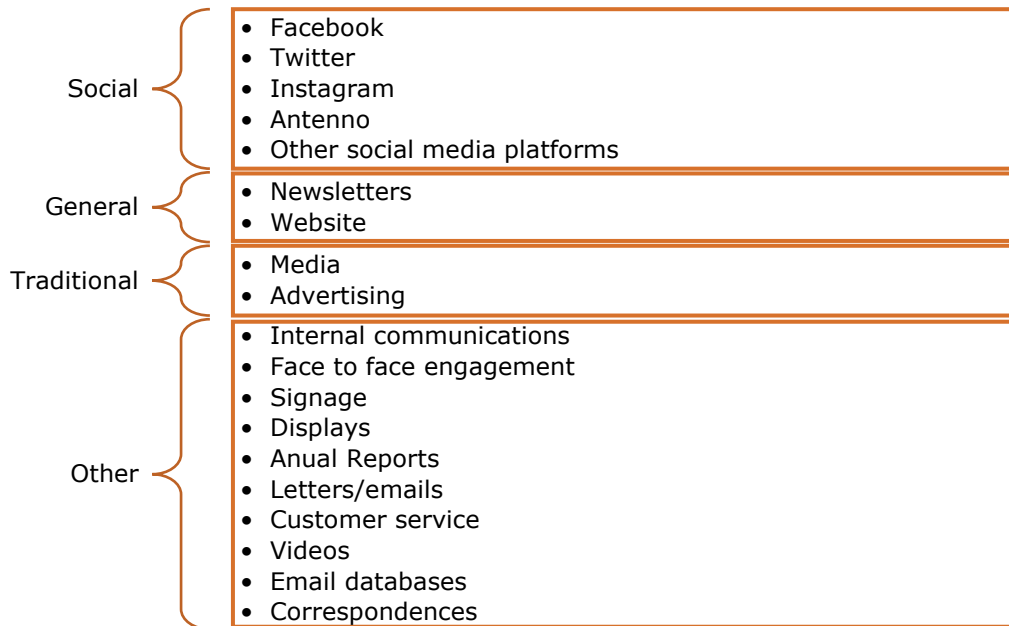 Social
• Facebook
• Twitter
• Instagram
• Antenno
• Other social media platforms
General
• Newsletters
• Website
Traditional
• Media
• Advertising
Other
• Internal communications
• Face to face engagement
• Signage
• Displays
• Anual Reports
• Letters/emails
• Customer service
• Videos
• Email databases
• Correspondences